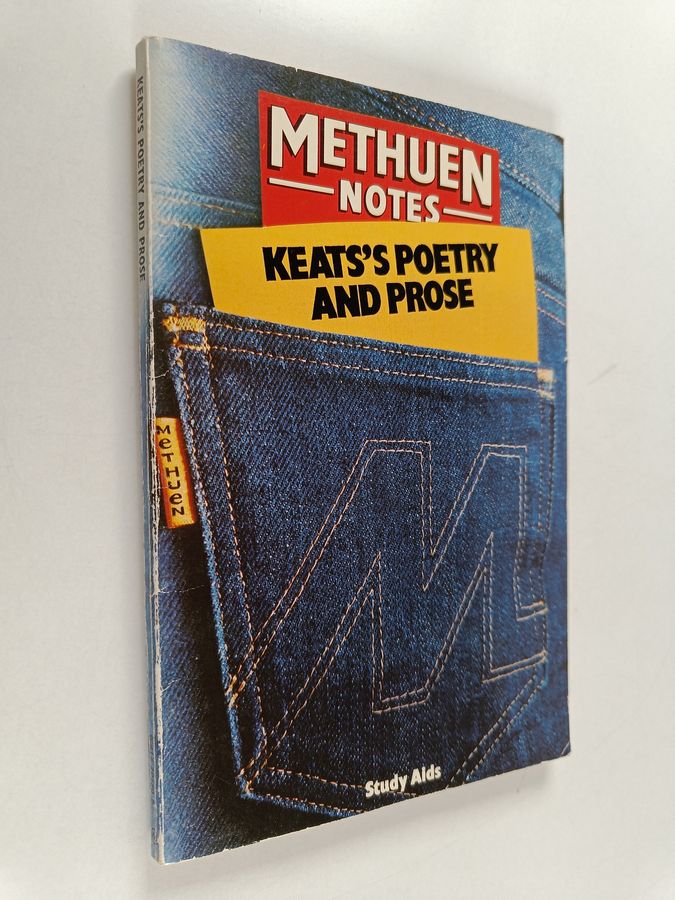 KEATS'S POETRY AND PROSE
METHUEN
NOTES
KEATS'S POETRY
AND PROSE
MeTHUeN
Study Aids